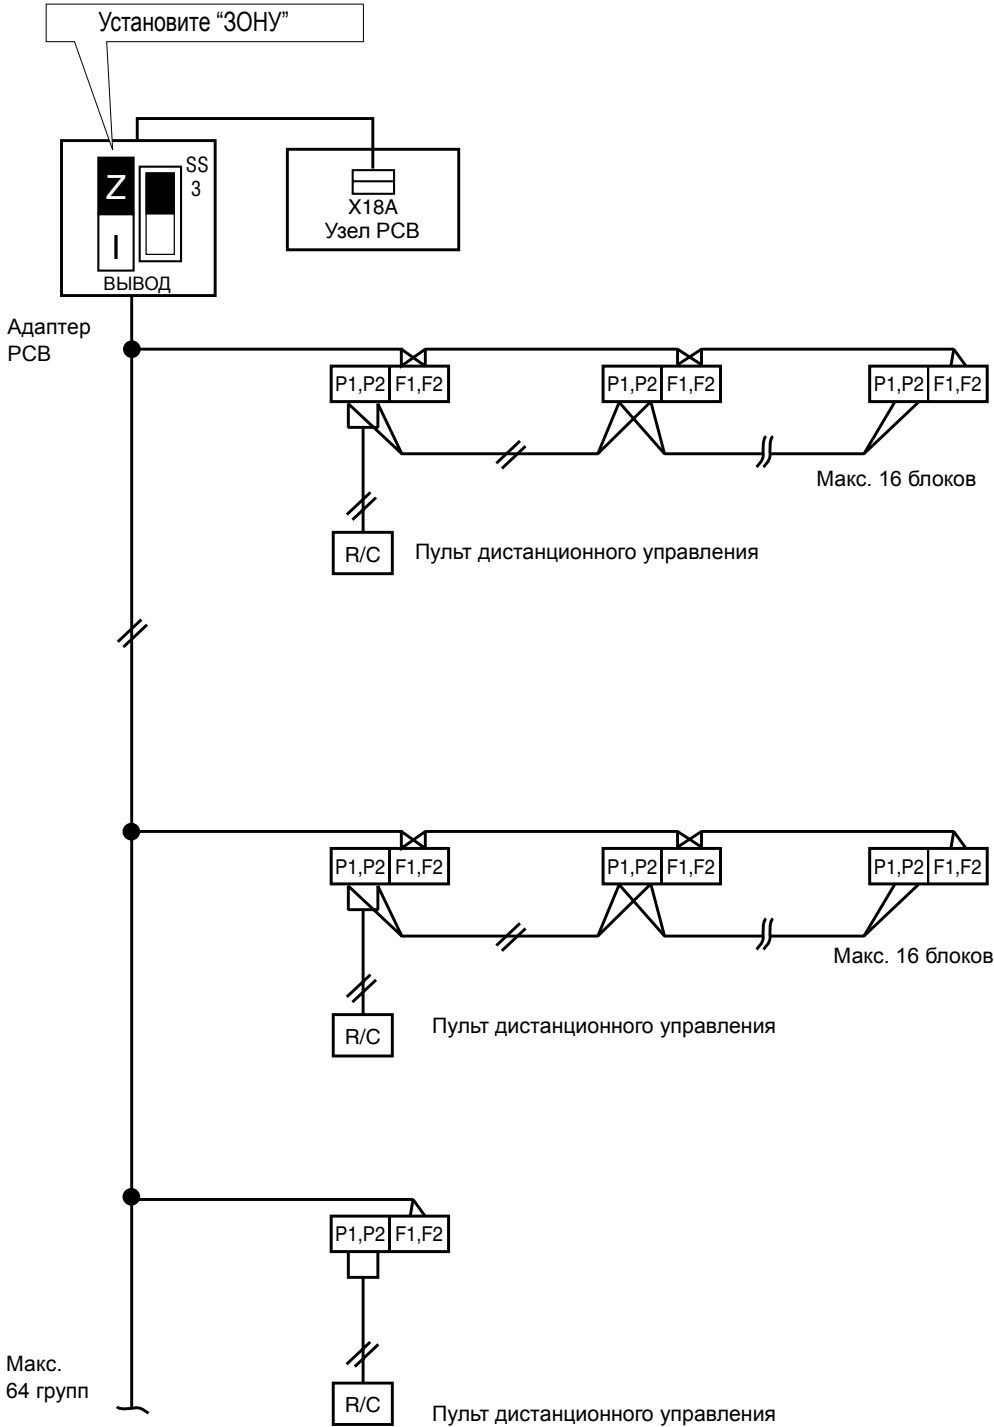 Установите “ЗОНУ”
Z
SS
3
I
ВЫВОД
X18A
Узел PCB
Адаптер
PCB
P1,P2 F1,F2
P1,P2 F1,F2
P1,P2 F1,F2
Макс. 16 блоков
R/C
Пульт дистанционного управления
P1,P2 F1,F2
P1,P2 F1,F2
P1,P2 F1,F2
Макс. 16 блоков
R/C
Пульт дистанционного управления
P1,P2 F1,F2
Макс.
64 групп
R/C
Пульт дистанционного управления